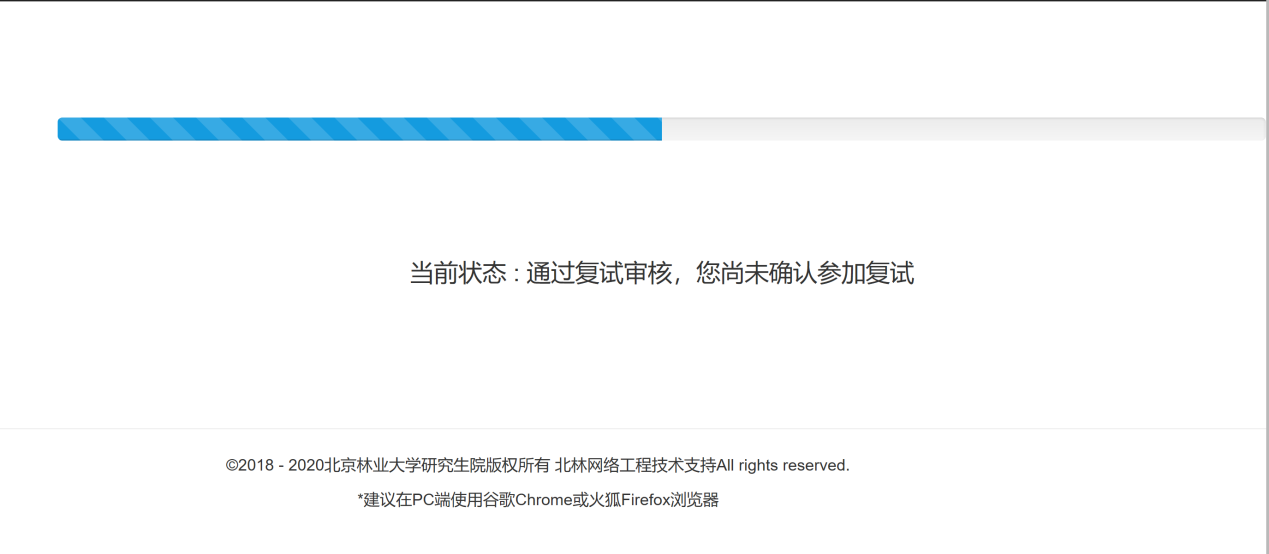 当前状态 : 通过复试审核，您尚未确认参加复试
©2018 - 2020北京林业大学研究生院版权所有 北林网络工程技术支持All rights reserved.
*建议在PC端使用谷歌Chrome或火狐Firefox浏览器